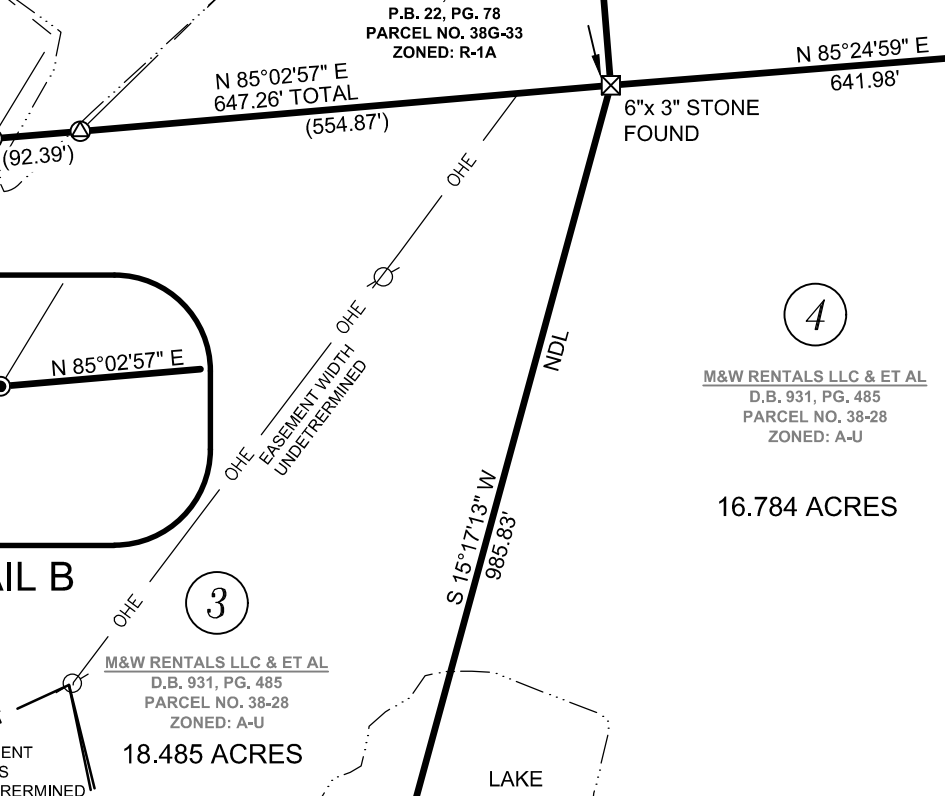 P.B. 22, PG. 78
PARCEL NO. 38G-33
ZONED: R-1A
N 85°02'57" E
647.26' TOTAL
(554.87')
(92.39')
N 85°24'59" E
641.98'
6"x 3" STONE
FOUND
OHE
OHE
EASEMENT WIDTH
UNDETRERMINED
OHE
OHE
N 85°02'57" E
NDL
S 15°17'13" W
985.83'
4
M&W RENTALS LLC & ET AL
D.B. 931, PG. 485
PARCEL NO. 38-28
ZONED: A-U
16.784 ACRES
AIL B
3
M&W RENTALS LLC & ET AL
D.B. 931, PG. 485
PARCEL NO. 38-28
ZONED: A-U
18.485 ACRES
ENT
S
RERMINED
LAKE